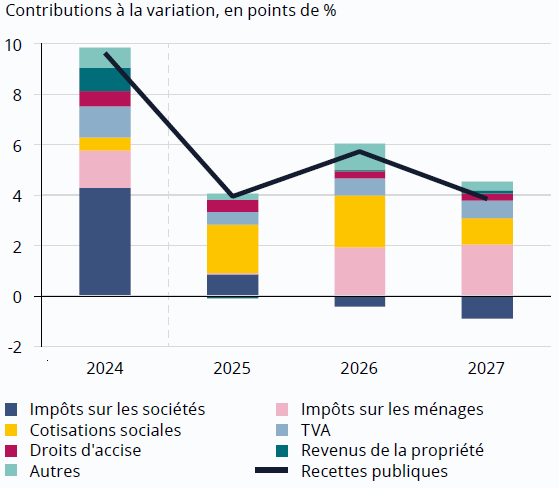 Contributions à la variation, en points de %
10
8
6
4
2
0
-2
2024 2025 2026 2027
Impôts sur les sociétés Impôts sur les ménages
Cotisations sociales TVA
Droits d'accise Revenus de la propriété
Autres Recettes publiques